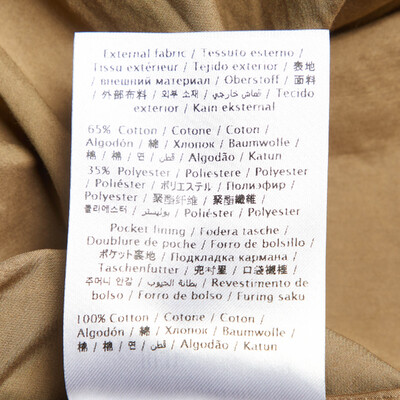 External fabric / Tessuto esterno /
Tissu extérieur / Tejido exterior / 表地
/ внешний материал / Oberstoff / 面料
/ 外部布料 / 외부 소재 / قماش خارجي / Tecido
exterior / Kain eksternal
65% Cotton / Cotone / Coton /
Algodón / 綿 / Хлопок / Baumwolle /
棉 / 棉 / 면 / قطن / Algodão / Katun
35% Polyester / Poliestere / Polyester
/ Poliéster / ポリエステル / Полиэфир /
Polyester / 聚酯纤维 / 聚酯纖維 /
폴리에스터 / بوليستر / Poliéster / Polyester
Pocket lining / Fodera tasche /
Doublure de poche / Forro de bolsillo /
ポケット裏地 / Подкладка кармана /
Taschenfutter / 兜衬里 / 口袋襯裡 /
주머니 안감 / بطانة الجيوب / Revestimento de
bolso / Forro de bolso / Furing saku
100% Cotton / Cotone / Coton /
Algodón / 綿 / Хлопок / Baumwolle /
棉 / 棉 / 면 / قطن / Algodão / Katun